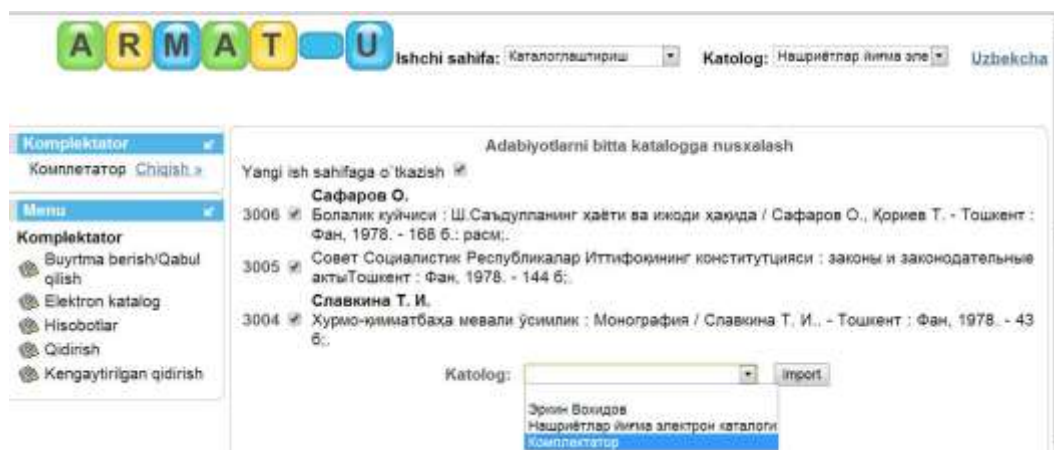 ARMAT-U
Ishchi sahifa: Каталоглаштириш Katolog: Нашриётлар йиғма эле Uzbekcha
Komplektator
Комплетатор Chiqish »
Menu
Komplektator
Buyrtma berish/Qabul
qilish
Elektron katalog
Hisobotlar
Qidirish
Kengaytirilgan qidirish
Adabiyotlarni bitta katalogga nusxalash
Yangi ish sahifaga o`tkazish
Сафаров О.
3006 Болалик куйчиси : Ш.Саъдулланинг ҳаёти ва ижоди ҳақида / Сафаров О., Қориев Т. - Тошкент :
Фан, 1978. - 168 б.: расм;.
3005 Совет Социалистик Республикалар Иттифоқининг конститутцияси : законы и законодательные
актыТошкент : Фан, 1978. - 144 б;.
Славкина Т. И.
3004 Хурмо-қимматбаҳа мевали ўсимлик : Монография / Славкина Т. И.. - Тошкент : Фан, 1978. - 43
б;.
Katolog: Import
Эркин Вохидов
Нашриётлар йиғма электрон каталоги
Комплектатор